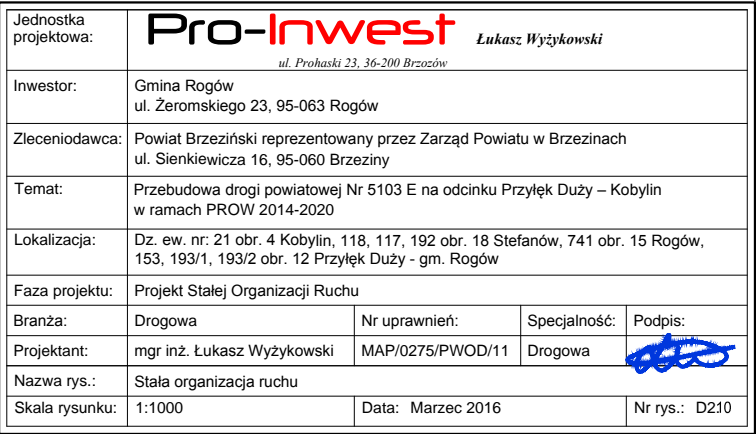 Jednostka
projektowa:
Pro-Inwest Łukasz Wyżykowski
ul. Prohaski 23, 36-200 Brzozów
Inwestor: Gmina Rogów
ul. Żeromskiego 23, 95-063 Rogów
Zleceniodawca: Powiat Brzeziński reprezentowany przez Zarząd Powiatu w Brzezinach
ul. Sienkiewicza 16, 95-060 Brzeziny
Temat: Przebudowa drogi powiatowej Nr 5103 E na odcinku Przyłęk Duży – Kobylin
w ramach PROW 2014-2020
Lokalizacja: Dz. ew. nr: 21 obr. 4 Kobylin, 118, 117, 192 obr. 18 Stefanów, 741 obr. 15 Rogów,
153, 193/1, 193/2 obr. 12 Przyłęk Duży - gm. Rogów
Faza projektu: Projekt Stałej Organizacji Ruchu
Branża: Drogowa Nr uprawnień: Specjalność: Podpis:
Projektant: mgr inż. Łukasz Wyżykowski MAP/0275/PWOD/11 Drogowa
Nazwa rys.: Stała organizacja ruchu
Skala rysunku: 1:1000 Data: Marzec 2016 Nr rys.: